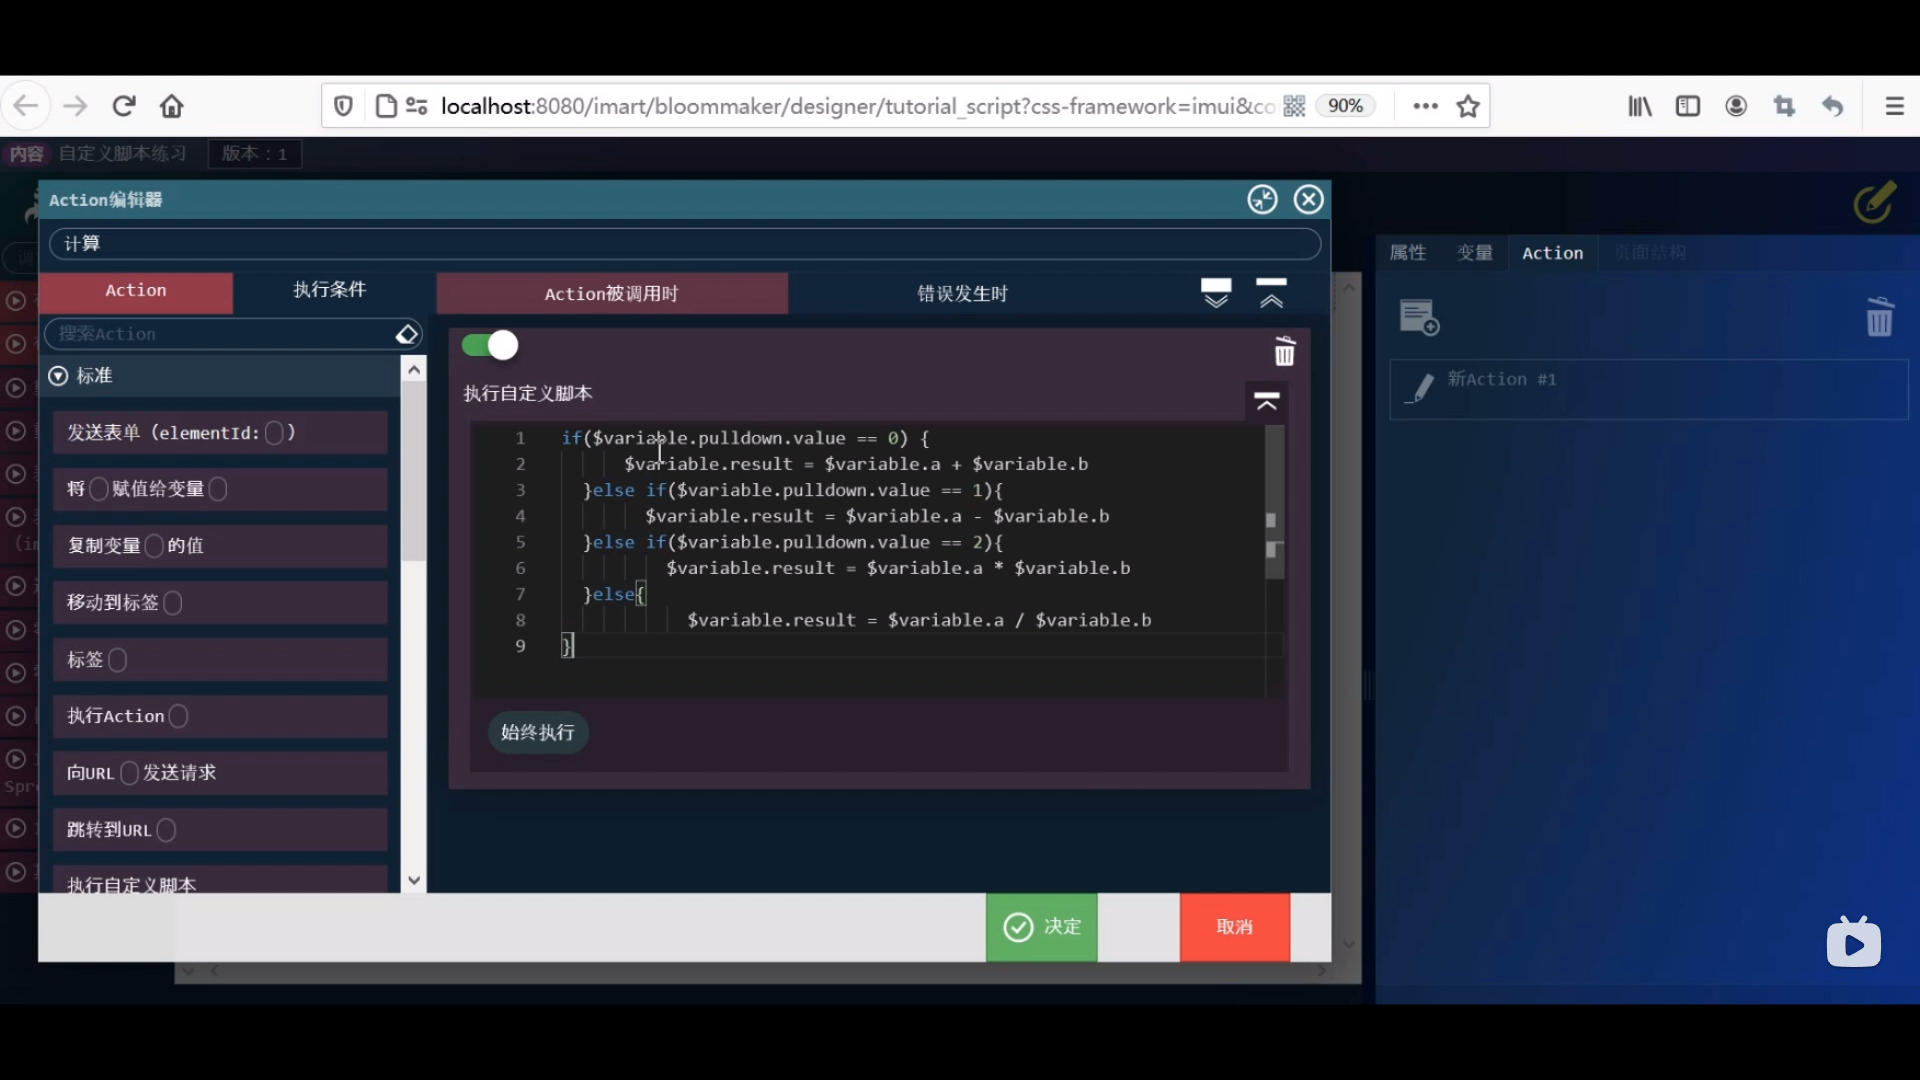 localhost:8080/imart/bloommaker/designer/tutorial_script?css-framework=imui&co
90%
内容 自定义脚本练习 版本：1
Action编辑器
计算
属性 变量 Action 页面结构
Action 执行条件 Action被调用时 错误发生时
搜索Action
标准
发送表单（elementId: ）
将 赋值给变量
复制变量 的值
移动到标签
标签
执行Action
向URL 发送请求
跳转到URL
执行自定义脚本
执行自定义脚本
1 if($variable.pulldown.value == 0) {
2 $variable.result = $variable.a + $variable.b
3 }else if($variable.pulldown.value == 1){
4 $variable.result = $variable.a - $variable.b
5 }else if($variable.pulldown.value == 2){
6 $variable.result = $variable.a * $variable.b
7 }else{
8 $variable.result = $variable.a / $variable.b
9 }
始终执行
新Action #1
决定 取消